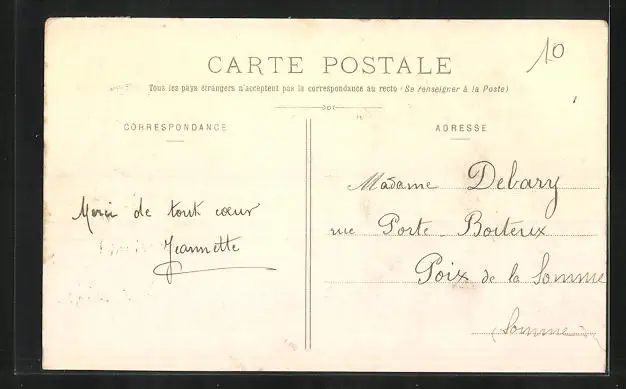 10
CARTE POSTALE
Tous les pays étrangers n'acceptent pas la correspondance au recto (Se renseigner à la Poste)
CORRESPONDANCE
Merci de tout cœur
Jeannette
ADRESSE
Madame Debary
rue Porte-Boiteux
Poix de la Somme
(Somme)